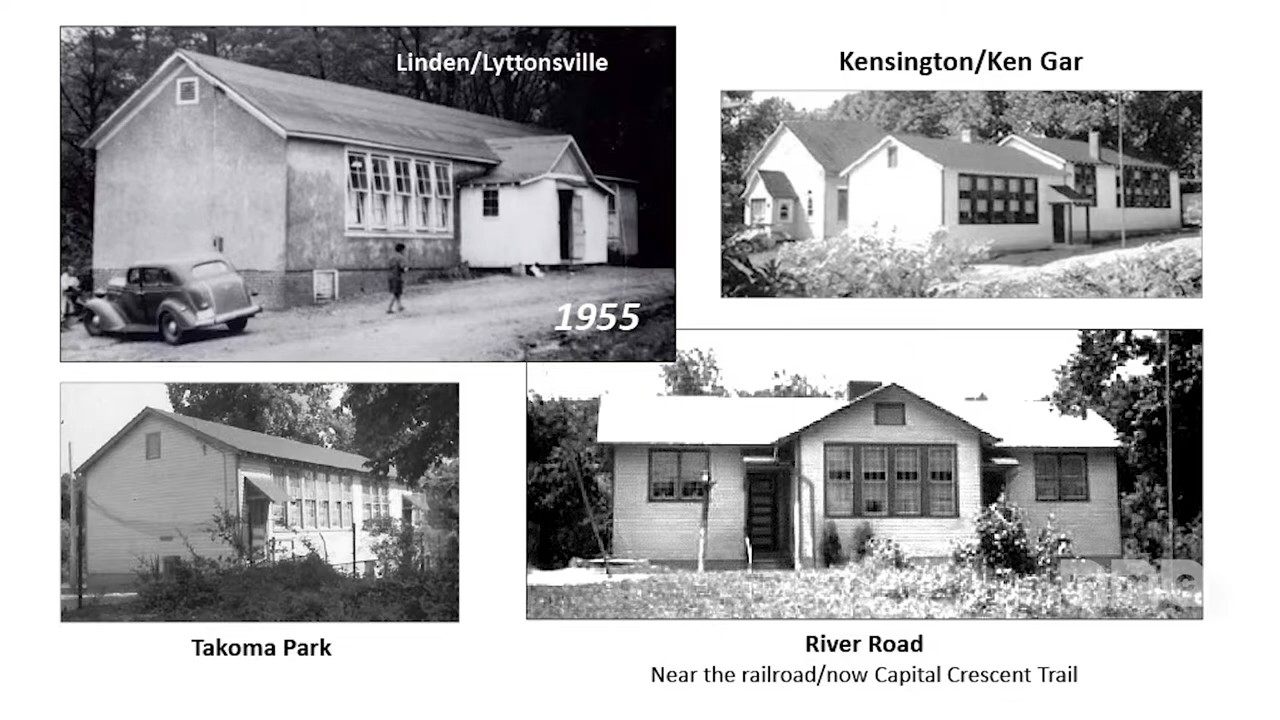 Linden/Lyttonsville
Kensington/Ken Gar
1955
Takoma Park
River Road
Near the railroad/now Capital Crescent Trail